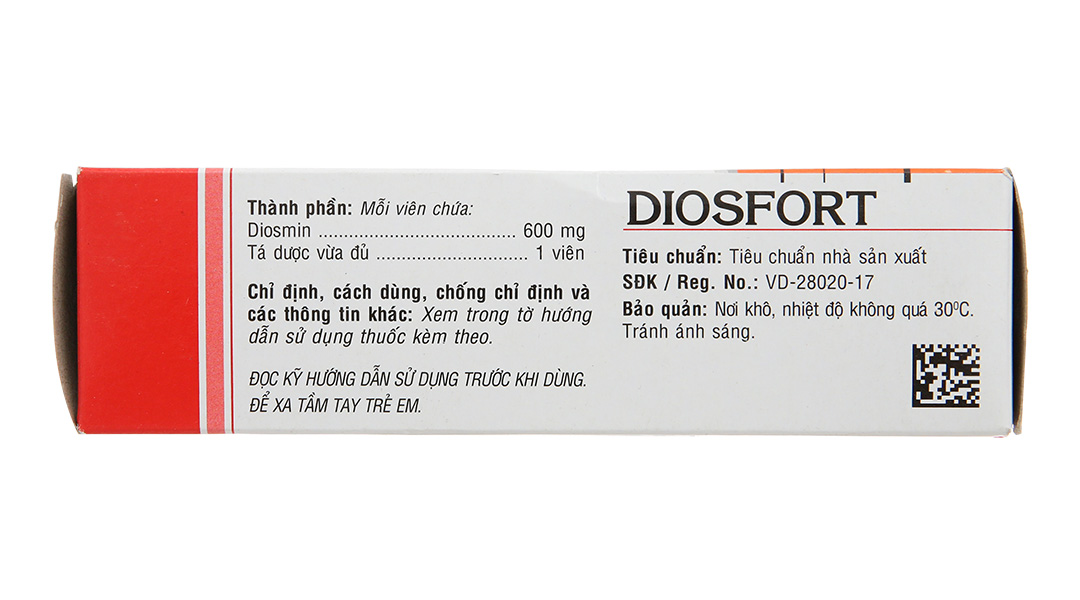 Thành phần: Mỗi viên chứa:
Diosmin ....................................... 600 mg
Tá dược vừa đủ .............................. 1 viên
Chỉ định, cách dùng, chống chỉ định và
các thông tin khác: Xem trong tờ hướng
dẫn sử dụng thuốc kèm theo.
ĐỌC KỸ HƯỚNG DẪN SỬ DỤNG TRƯỚC KHI DÙNG.
ĐỂ XA TẦM TAY TRẺ EM.
DIOSFORT
Tiêu chuẩn: Tiêu chuẩn nhà sản xuất
SĐK / Reg. No.: VD-28020-17
Bảo quản: Nơi khô, nhiệt độ không quá 30⁰C.
Tránh ánh sáng.